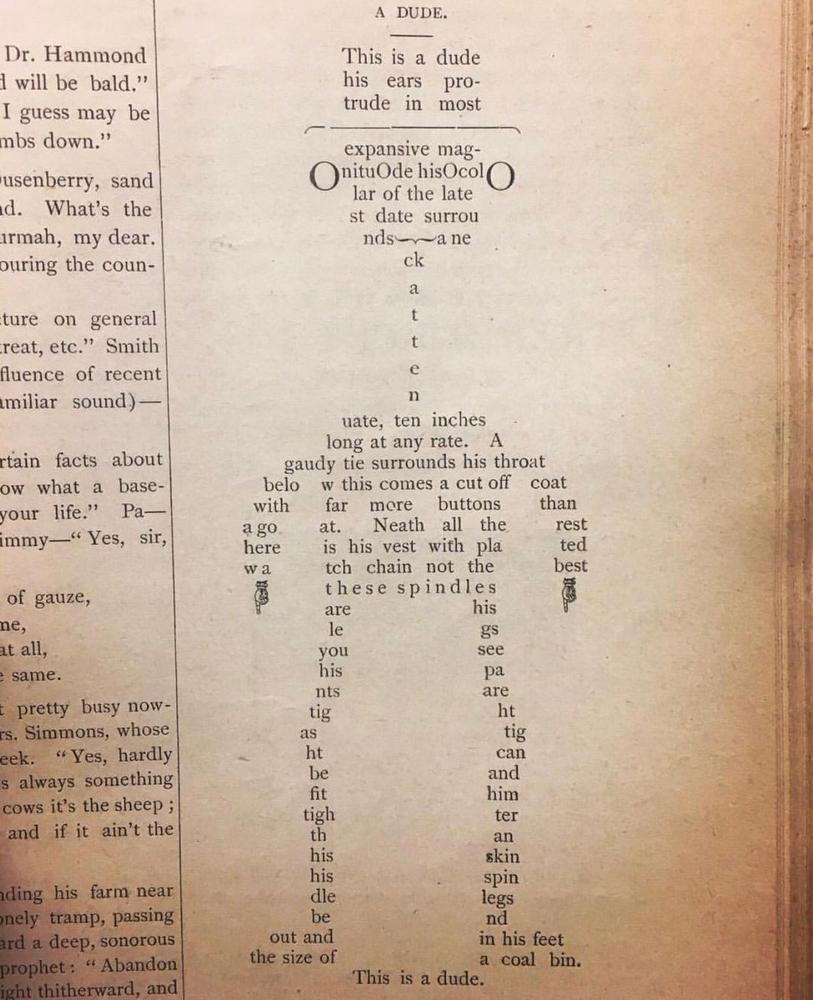 Dr. Hammond
will be bald.”
I guess may be
mbs down.”
usenberry, sand
What’s the
urmah, my dear.
ouring the coun-
ture on general
reat, etc.” Smith
fluence of recent
amiliar sound)—
rtain facts about
ow what a base-
your life.” Pa—
immy—“Yes, sir,
of gauze,
me,
at all,
same.
pretty busy now-
rs. Simmons, whose
eek. “Yes, hardly
s always something
cows it’s the sheep;
and if it ain’t the
nding his farm near
onely tramp, passing
ard a deep, sonorous
prophet: “Abandon
ight thitherward, and
A DUDE.
This is a dude
his ears pro-
trude in most
expansive mag-
OnituOde hisOcolO
lar of the late
st date surrou
nds a ne
ck
a
t
t
e
n
uate, ten inches
long at any rate. A
gaudy tie surrounds his throat
belo w this comes a cut off coat
with far more buttons than
a go at. Neath all the rest
here is his vest with pla ted
w a tch chain not the best
these spindles
are his
le gs
you see
his pa
nts are
tig ht
as tig
ht can
be and
fit him
tigh ter
th an
his skin
his spin
dle legs
be nd
out and in his feet
the size of a coal bin.
This is a dude.